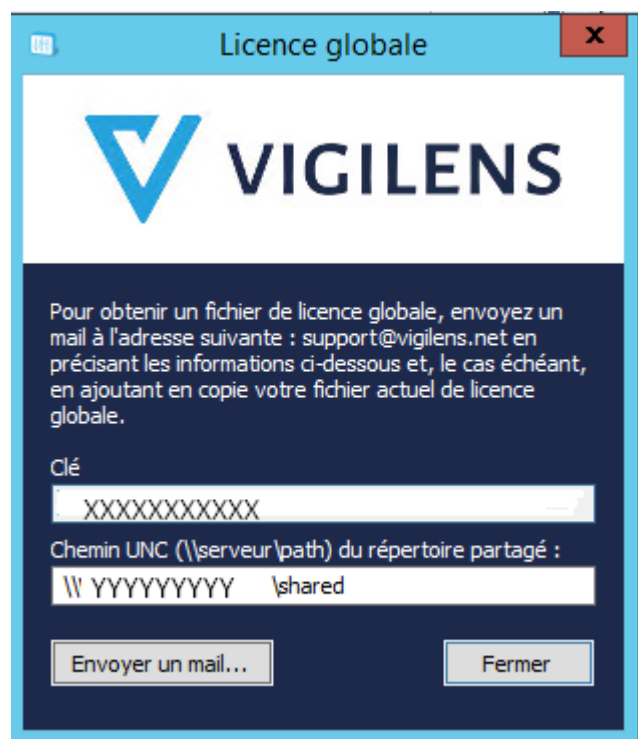 Licence globale
VIGILENS
Pour obtenir un fichier de licence globale, envoyez un
mail à l'adresse suivante : support@vigilens.net en
précisant les informations ci-dessous et, le cas échéant,
en ajoutant en copie votre fichier actuel de licence
globale.
Clé
XXXXXXXXXXX
Chemin UNC (\\serveur\path) du répertoire partagé :
\\' YYYYYYYYY \shared
Envoyer un mail... Fermer